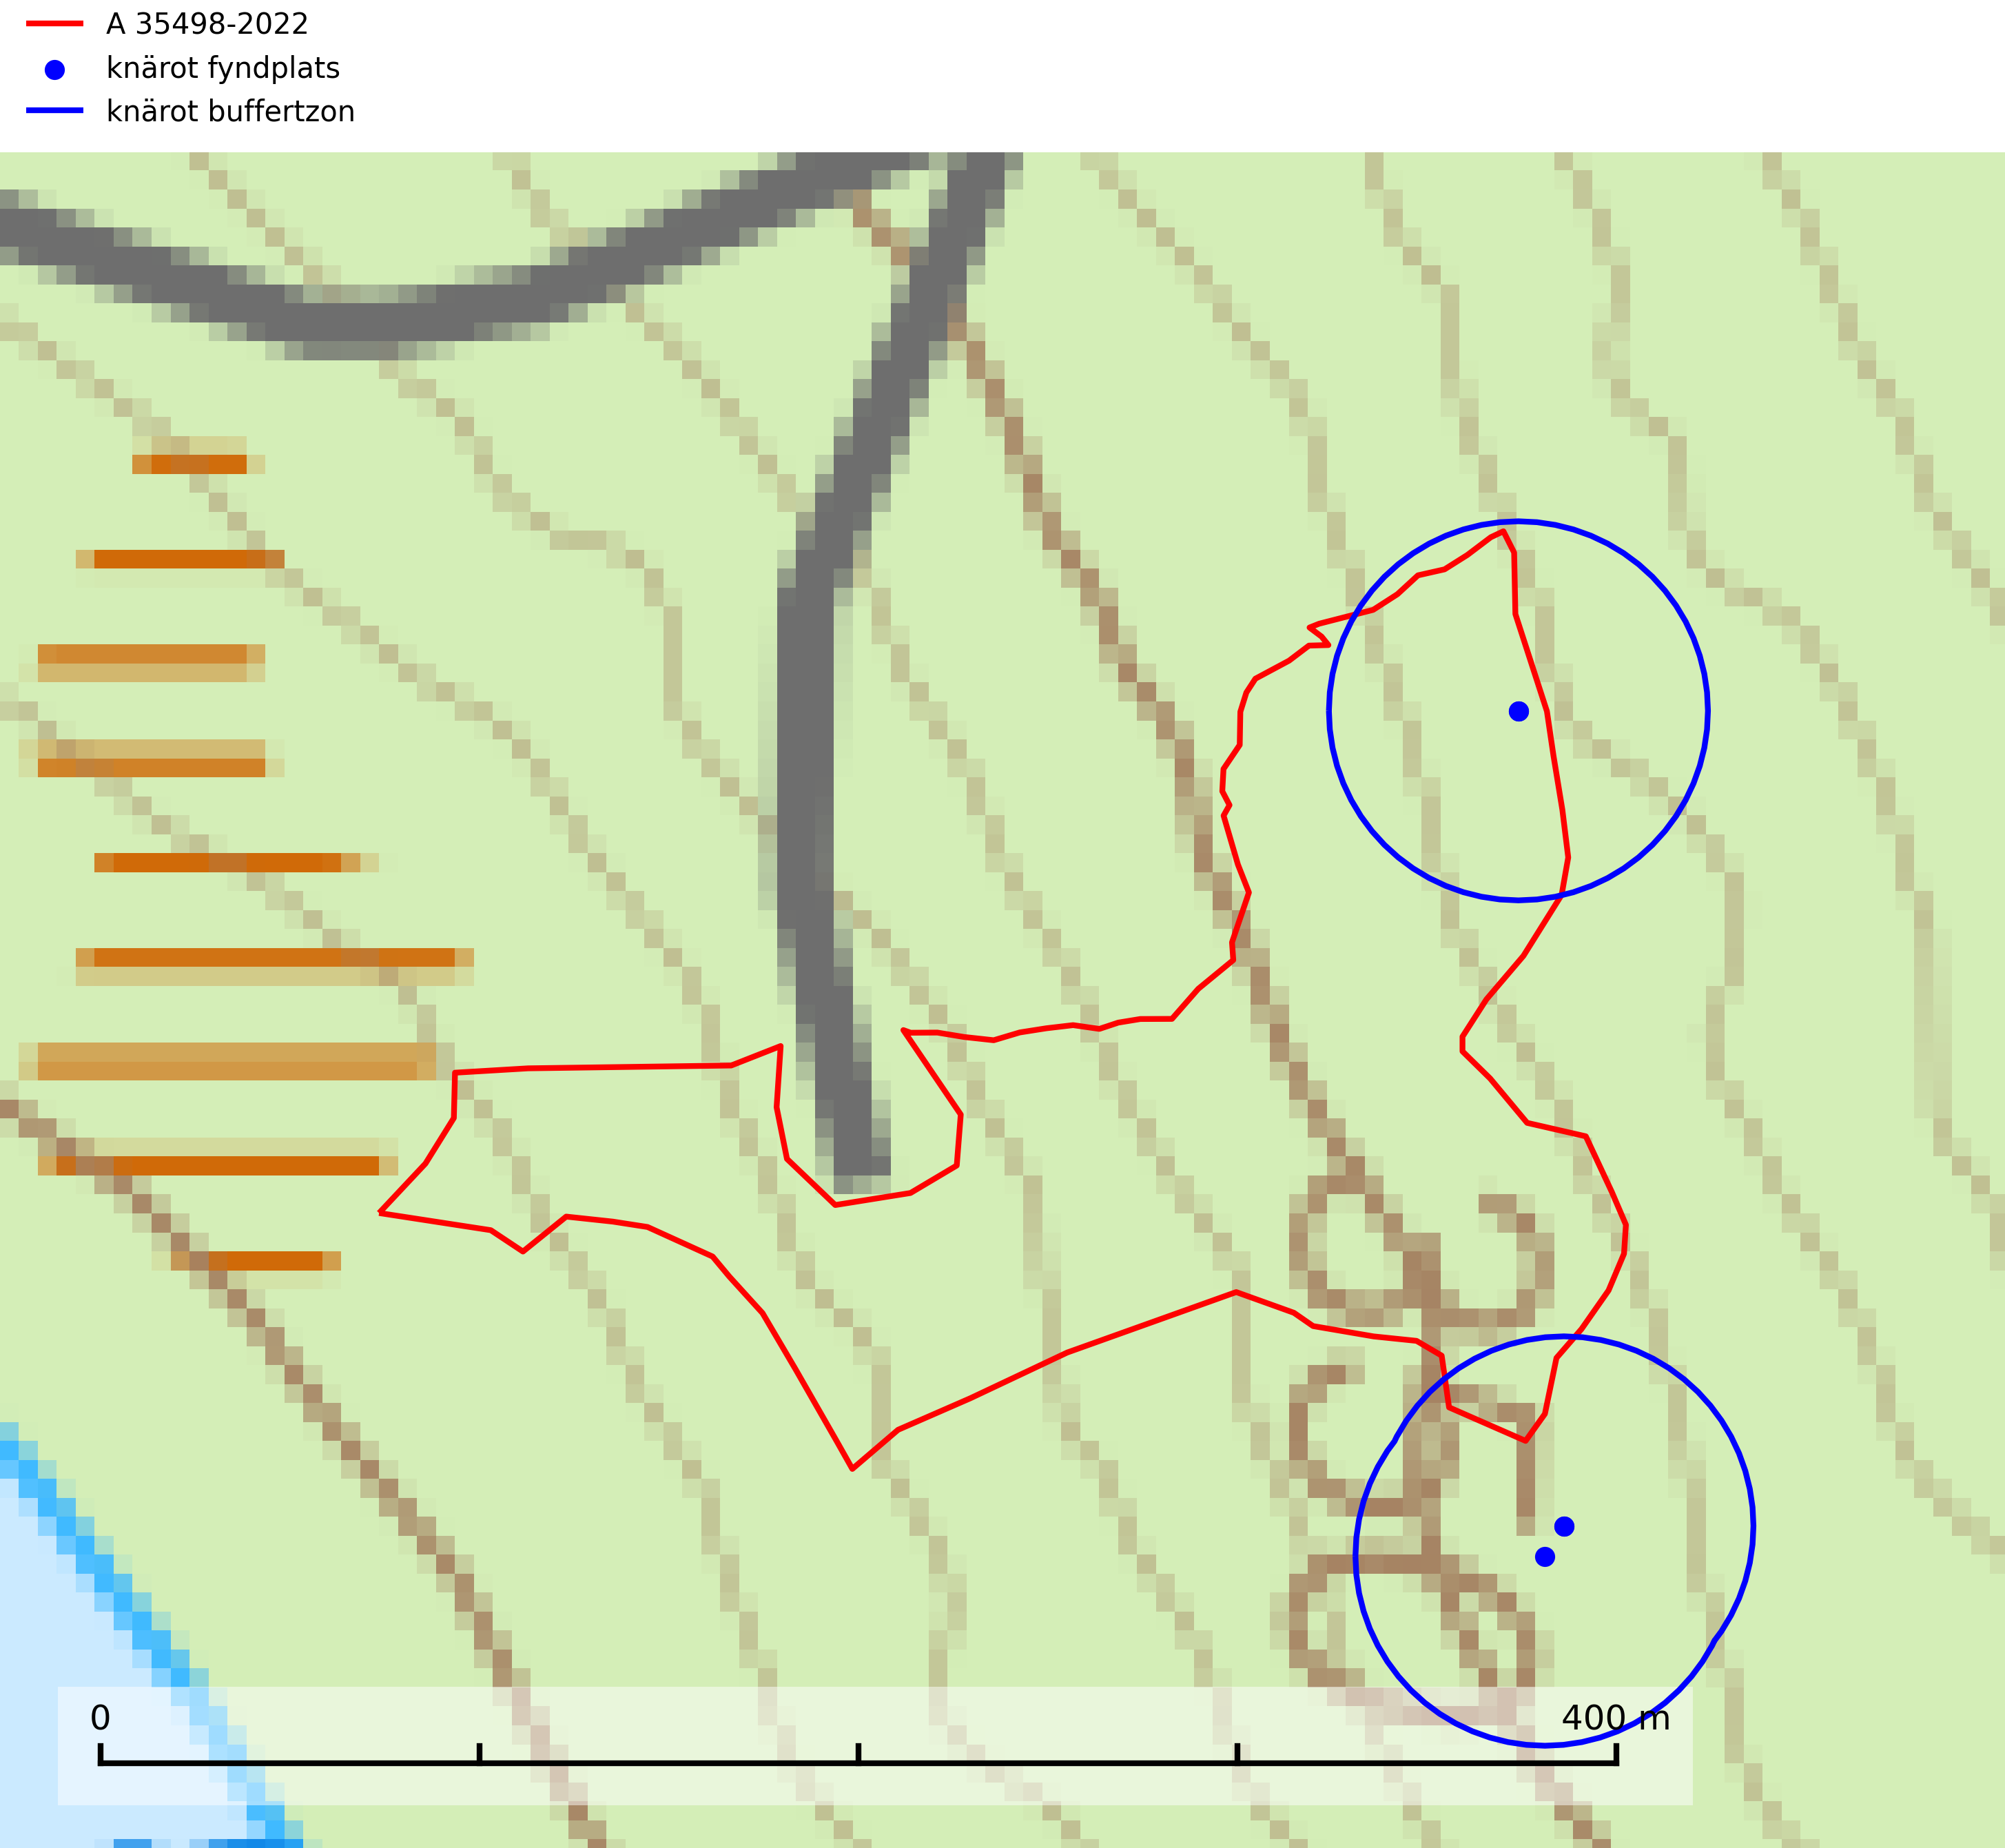 A 35498-2022
knärot fyndplats
knärot buffertzon
0
400 m